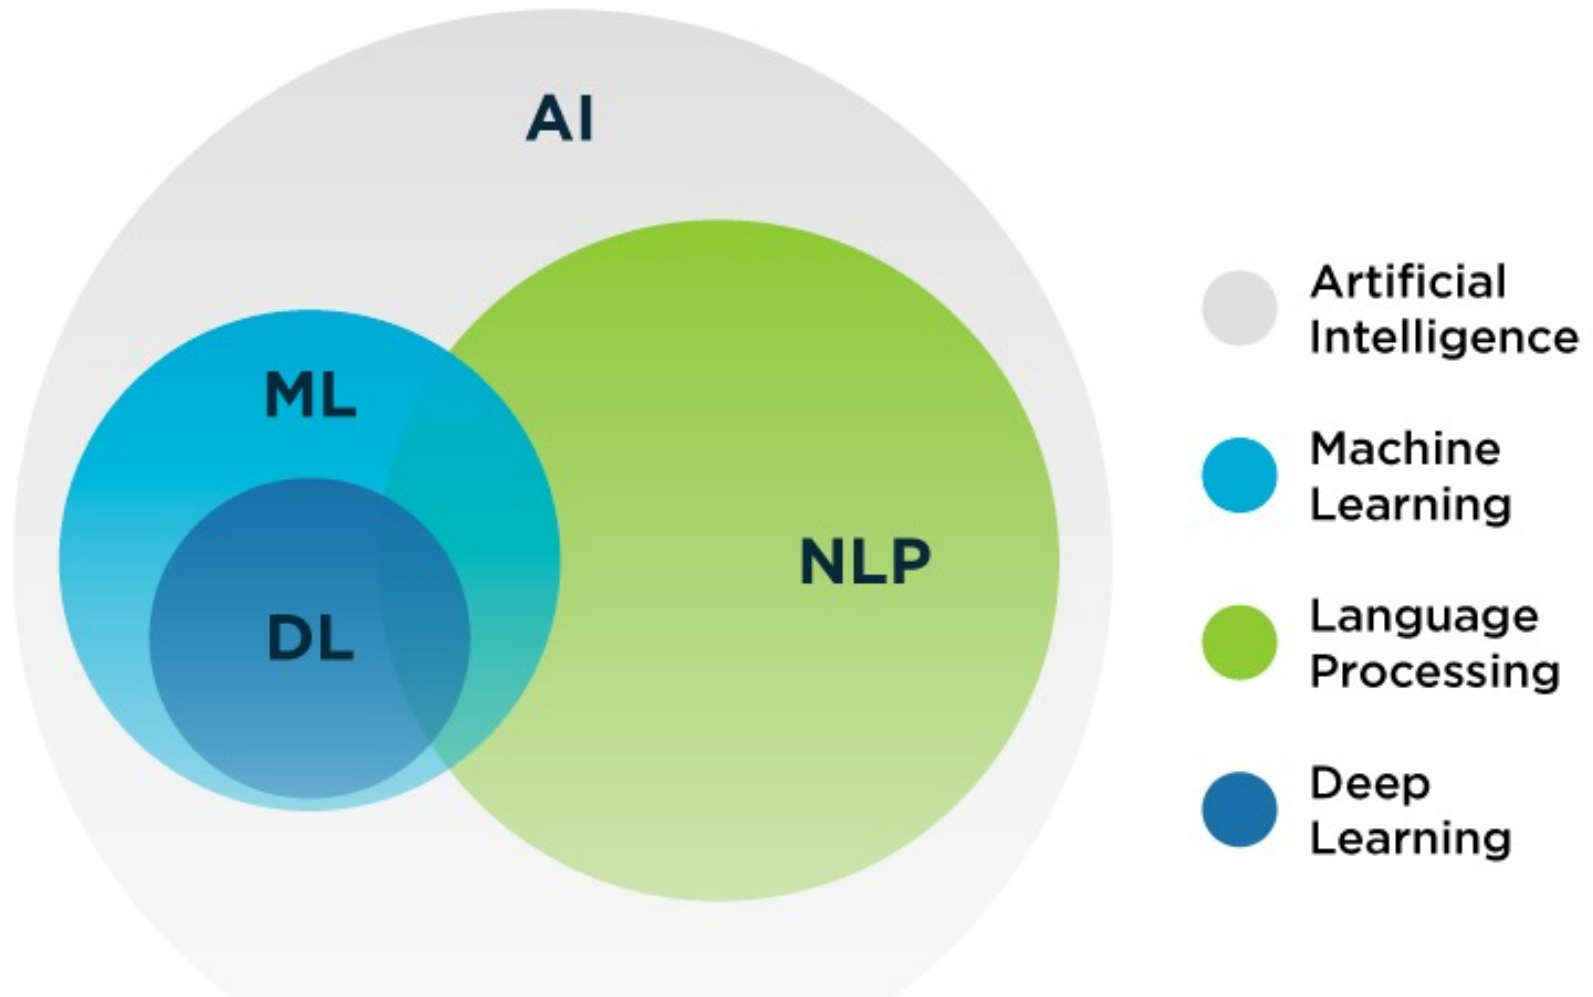 AI
ML
DL
NLP
Artificial
Intelligence
Machine
Learning
Language
Processing
Deep
Learning